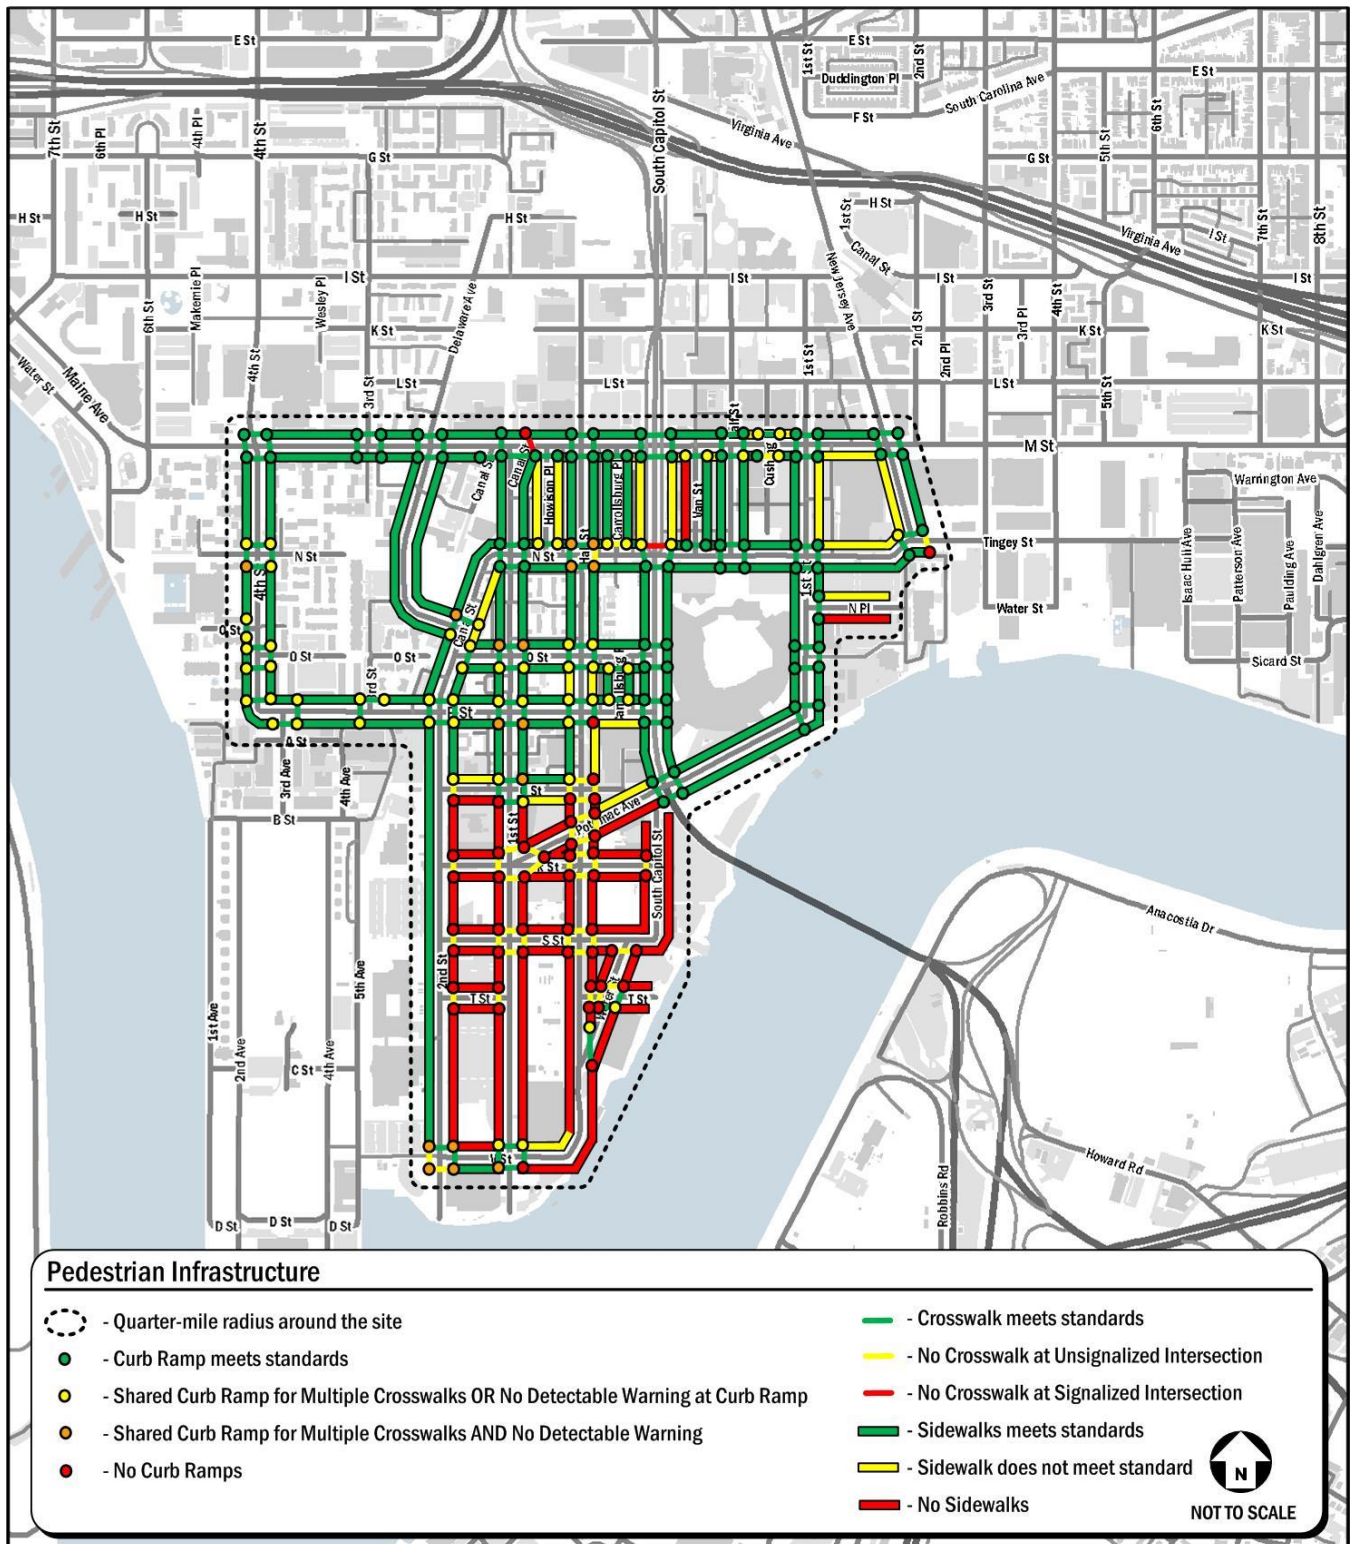 E St
E St
1st St
2nd St
Duddington Pl
South Carolina Ave
E St
F St
6th St
7th St
6th Pl
4th Pl
4th St
South Capitol St
Virginia Ave
5th St
G St
G St
H St
H St
H St
1st St
H St
7th St
8th St
I St
Virginia Ave
Canal St
New Jersey Ave
I St
I St
I St
I St
Makemie Pl
Wesley Pl
Delaware Ave
6th St
K St
2nd St
3rd St
3rd Pl
4th St
K St
K St
Water St
Maine Ave
4th St
3rd St
L St
L St
1st St
2nd Pl
L St
5th St
M St
Canal St
Canal St
Howison Pl
Carrollsburg Pl
Van St
Warrington Ave
N St
N St
Tingey St
Isaac Hull Ave
Patterson Ave
Paulding Ave
Dahlgren Ave
4th S
1st St
N Pl
Water St
O St
O St
O St
Sicard St
3rd Ave
4th Ave
B St
1st St
South Capitol St
S St
2nd St
T St
T St
1st Ave
2nd Ave
4th Ave
5th Ave
C St
D St
D St
D St
Anacostia Dr
Howard Rd
Robbins Rd
Pedestrian Infrastructure
- Quarter-mile radius around the site
- Curb Ramp meets standards
- Shared Curb Ramp for Multiple Crosswalks OR No Detectable Warning at Curb Ramp
- Shared Curb Ramp for Multiple Crosswalks AND No Detectable Warning
- No Curb Ramps
- Crosswalk meets standards
- No Crosswalk at Unsignalized Intersection
- No Crosswalk at Signalized Intersection
- Sidewalks meets standards
- Sidewalk does not meet standard
- No Sidewalks
N
NOT TO SCALE